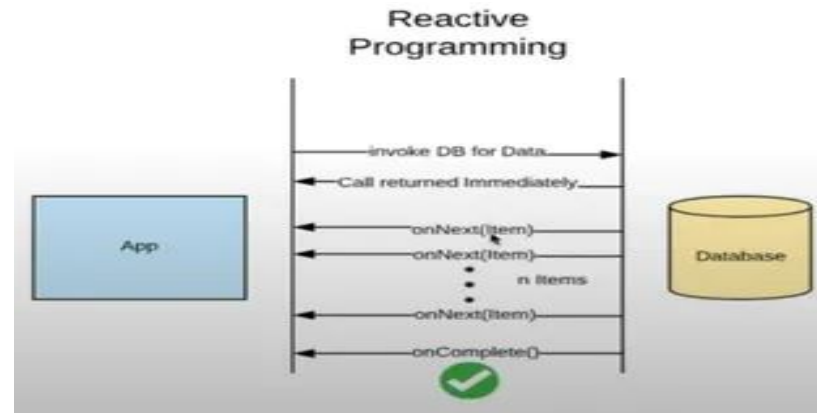 Reactive
Programming
invoke DB for Data
Call returned Immediately
onNext(Item)
App
onNext(Item)
Database
n Items
onNext(Item)
onComplete()